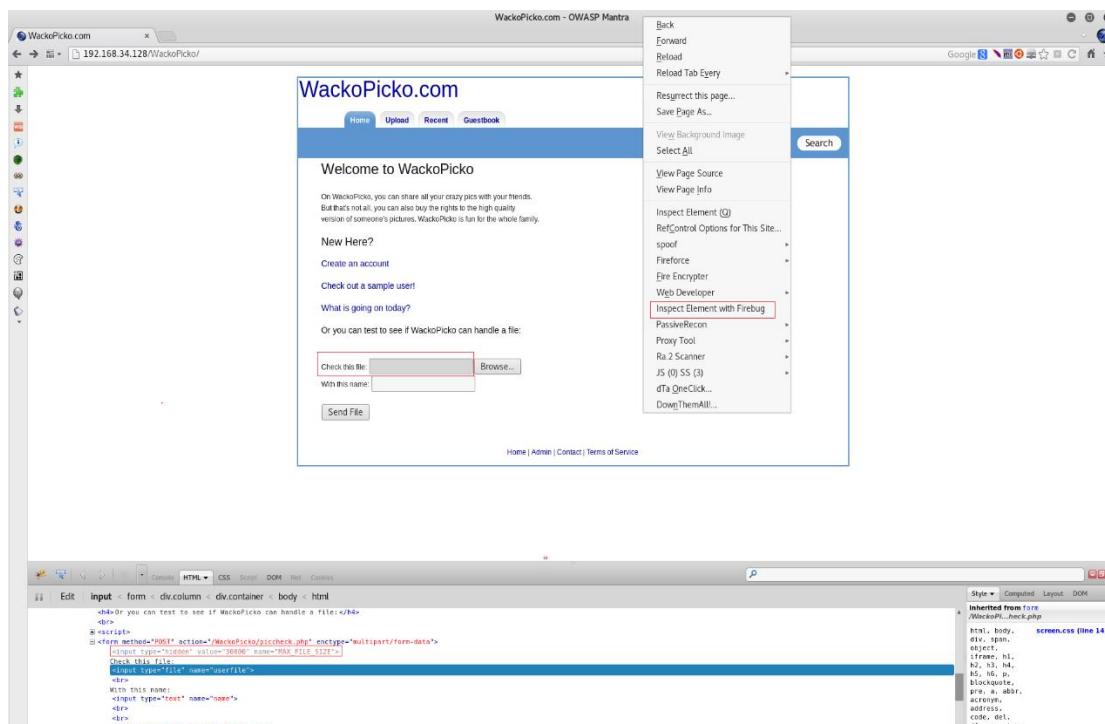 WackoPicko.com - OWASP Mantra
WackoPicko.com ×
192.168.34.128/WackoPicko/
Google
WackoPicko.com
Home Upload Recent Guestbook
Search
Welcome to WackoPicko
On WackoPicko, you can share all your crazy pics with your friends.
But that's not all, you can also buy the rights to the high quality
version of someone's pictures. WackoPicko is fun for the whole family.
New Here?
Create an account
Check out a sample user!
What is going on today?
Or you can test to see if WackoPicko can handle a file:
Check this file: Browse...
With this name:
Send File
Home | Admin | Contact | Terms of Service
Back
Forward
Reload
Reload Tab Every
Resurrect this page...
Save Page As...
View Background Image
Select All
View Page Source
View Page Info
Inspect Element (Q)
RefControl Options for This Site...
spoof
Fireforce
Fire Encrypter
Web Developer
Inspect Element with Firebug
PassiveRecon
Proxy Tool
Ra.2 Scanner
JS (0) SS (3)
dTa OneClick...
DownThemAll!...
Console HTML CSS Script DOM Net Cookies
Edit input < form < div.column < div.container < body < html
<h4>Or you can test to see if WackoPicko can handle a file:</h4>
<br>
<script>
<form method="POST" action="/WackoPicko/piccheck.php" enctype="multipart/form-data">
<input type="hidden" value="30000" name="MAX_FILE_SIZE">
Check this file:
<input type="file" name="userfile">
<br>
With this name:
<input type="text" name="name">
<br>
<br>
Style Computed Layout DOM
Inherited from form
/WackoPi...heck.php
html, body, screen.css (line 14
div, span,
object,
iframe, h1,
h2, h3, h4,
h5, h6, p,
blockquote,
pre, a, abbr,
acronym,
address,
code, del,